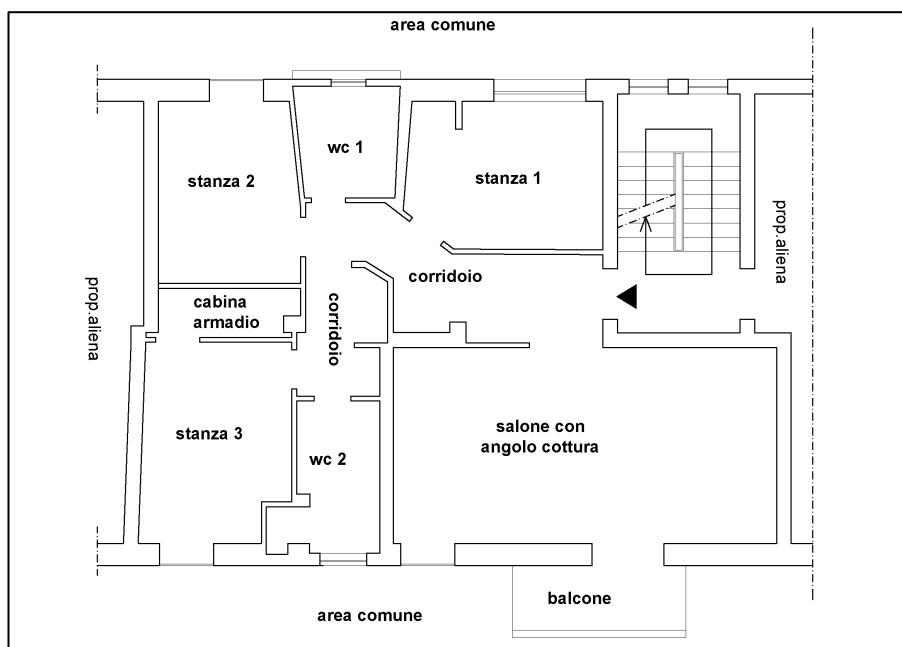 area comune
wc 1
stanza 2
stanza 1
prop.aliena
corridoio
prop.aliena
cabina
armadio
corridoio
stanza 3
wc 2
salone con
angolo cottura
balcone
area comune